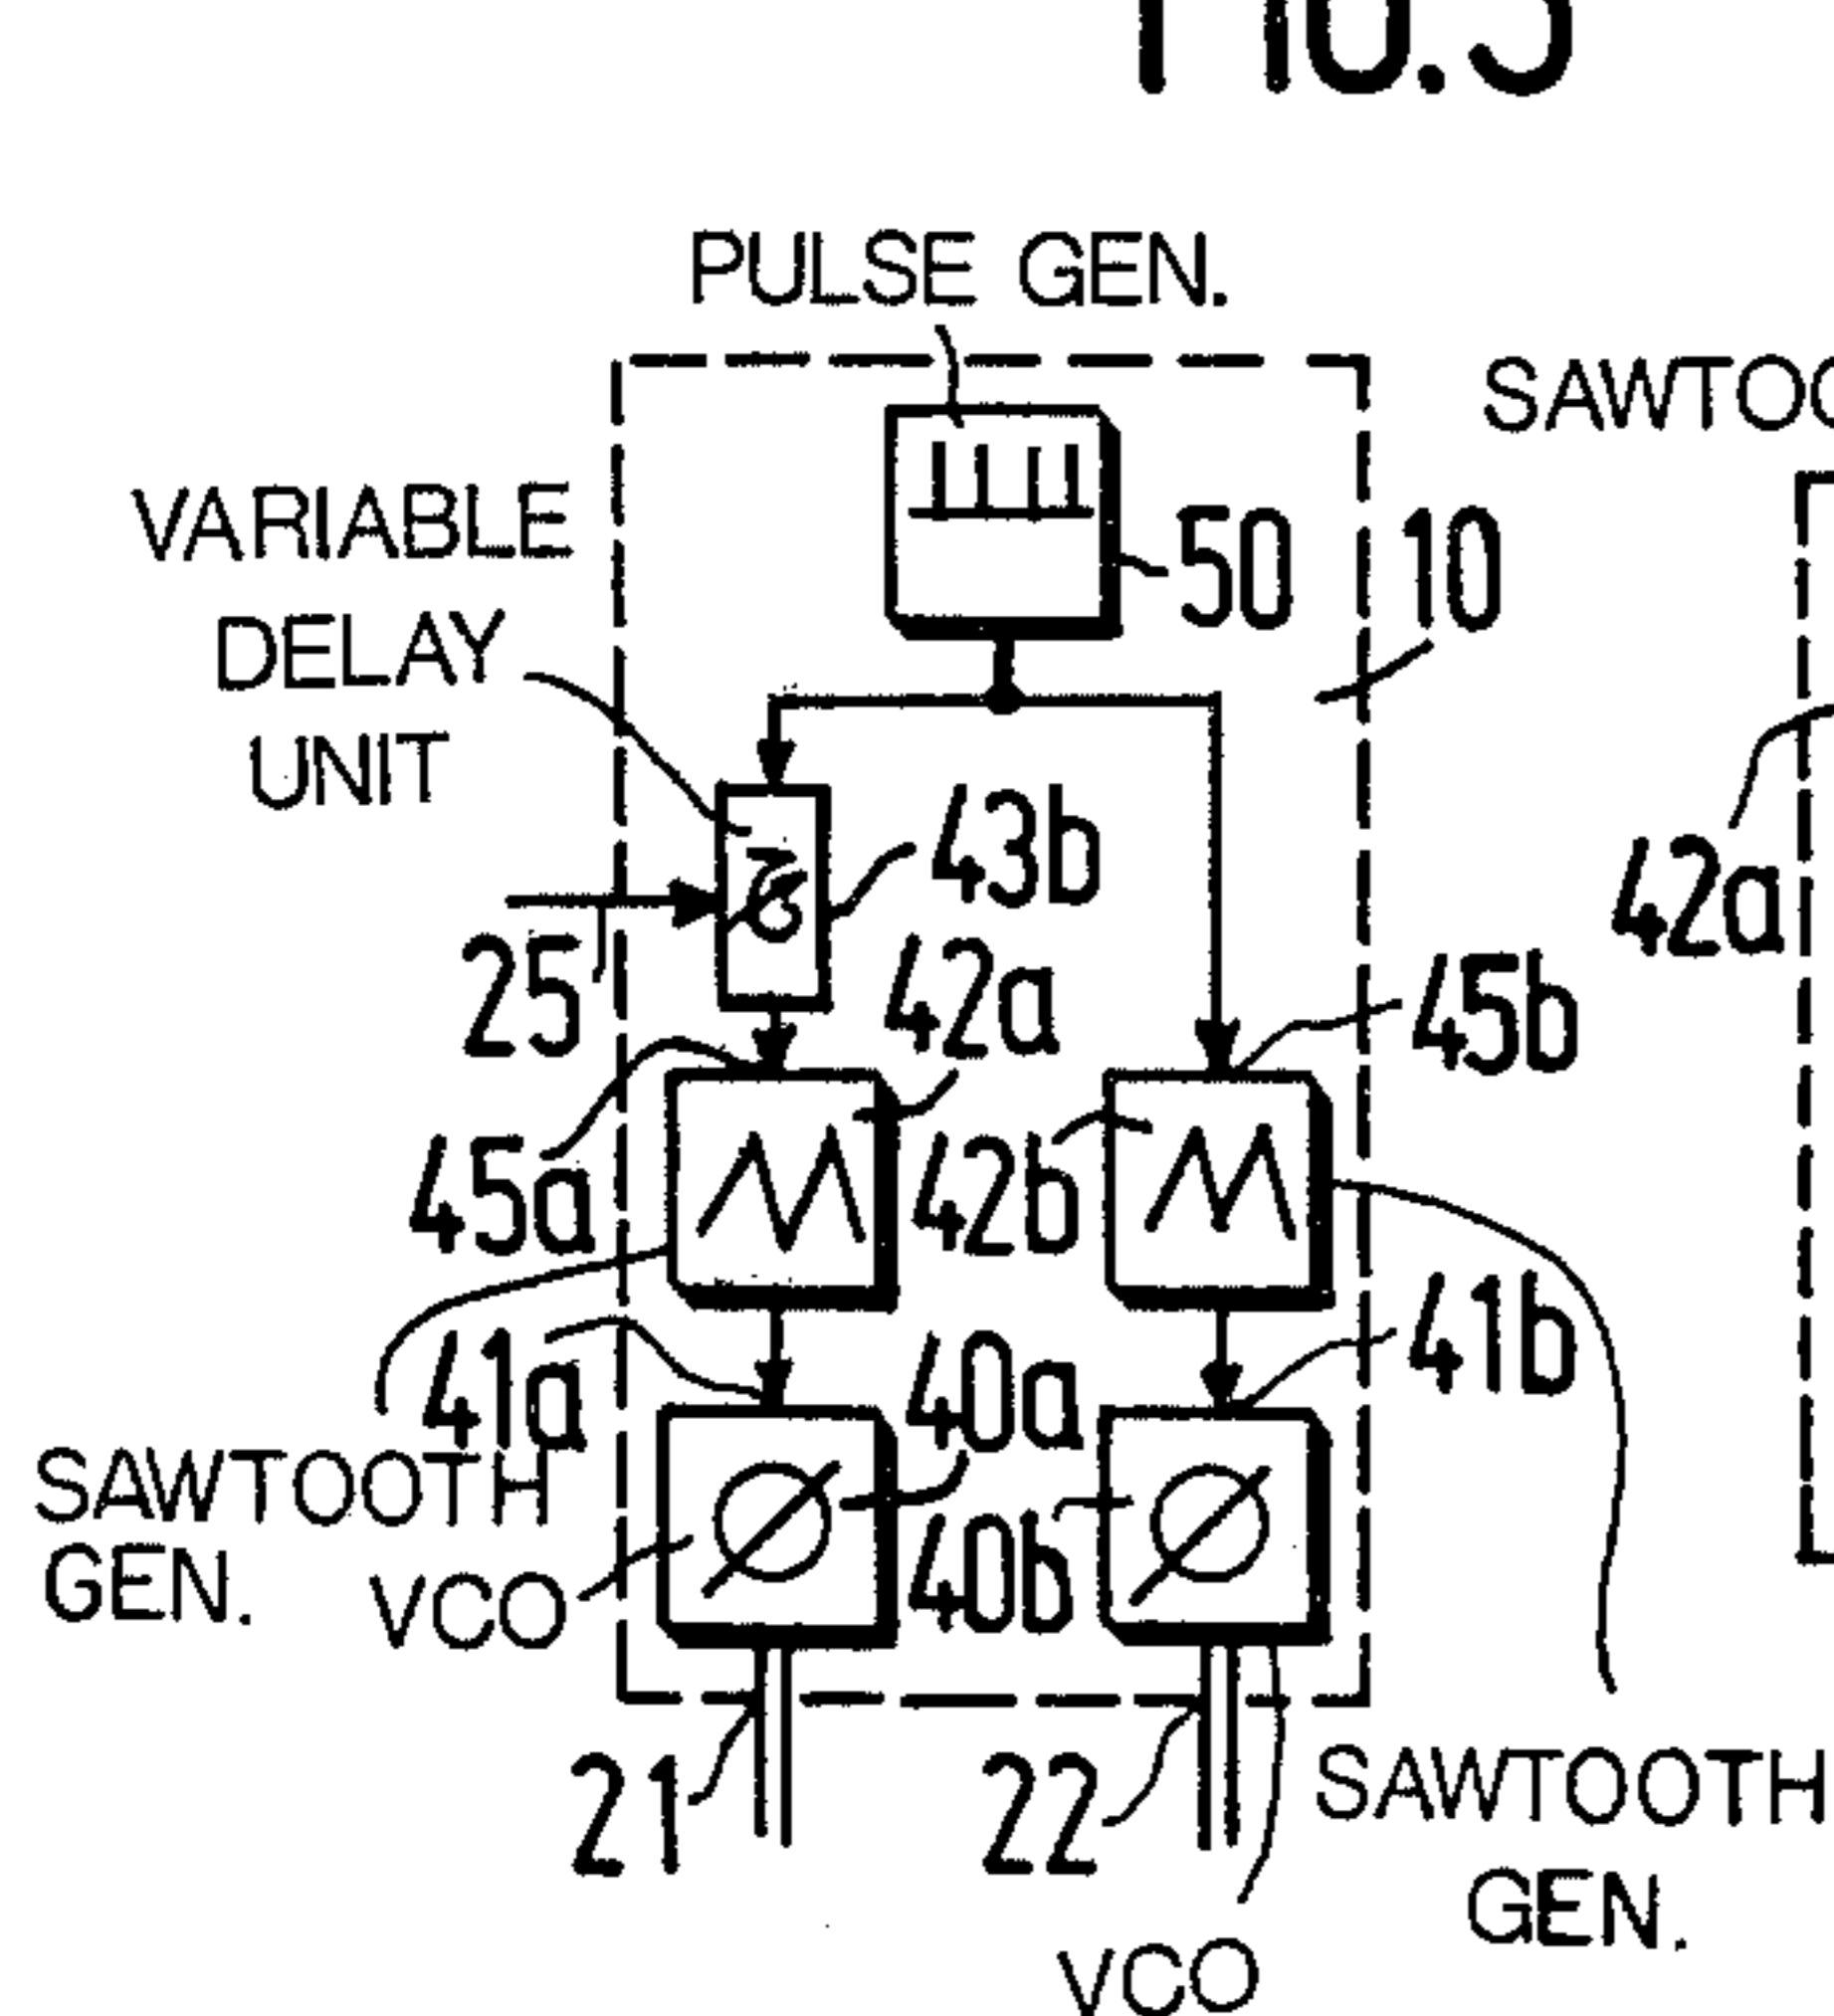 PULSE GEN.
VARIABLE
DELAY
UNIT
50
10
43b
42a
25
42a
45b
45a
42b
41a
40a
41b
SAWTOOTH
GEN.
VCO
40b
21
22
SAWTOOTH
GEN.
VCO